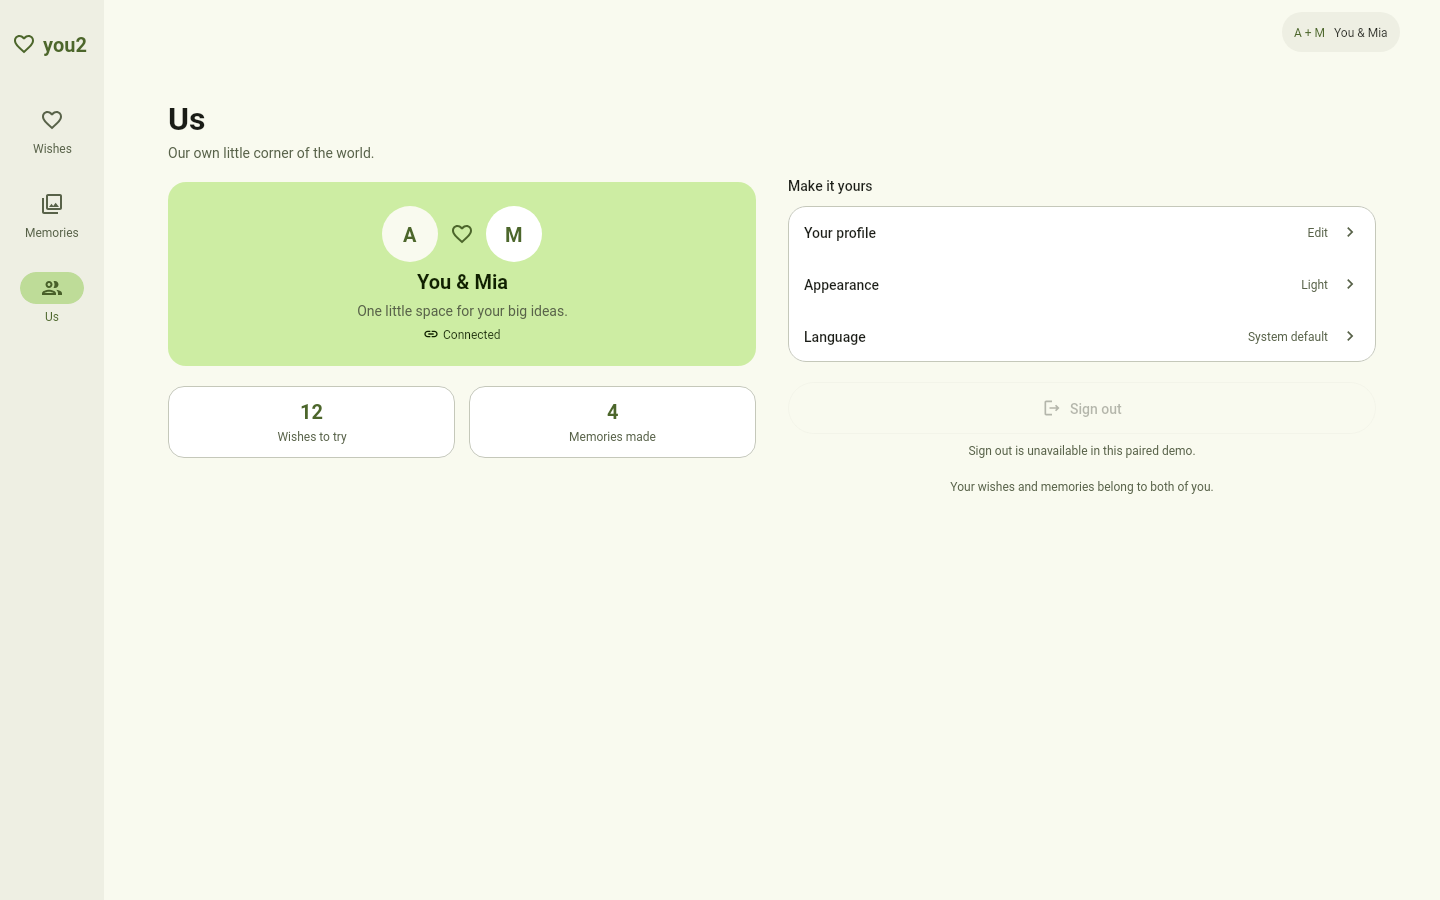 you2
A + M You & Mia
Wishes
Memories
Us
Us
Our own little corner of the world.
A M
You & Mia
One little space for your big ideas.
Connected
12
Wishes to try
4
Memories made
Make it yours
Your profile Edit
Appearance Light
Language System default
Sign out
Sign out is unavailable in this paired demo.
Your wishes and memories belong to both of you.